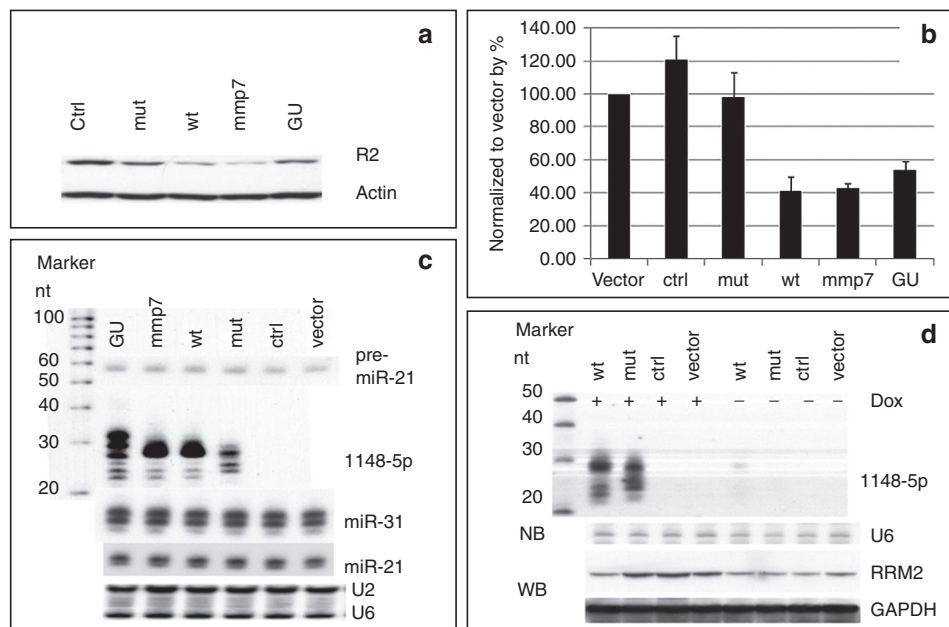 a
Ctrl mut wt mmp7 GU
R2
Actin
b
Normalized to vector by %
140.00
120.00
100.00
80.00
60.00
40.00
20.00
0.00
Vector ctrl mut wt mmp7 GU
c
Marker
nt
GU mmp7 wt mut ctrl vector
100
80
60
50
40
30
20
pre-
miR-21
1148-5p
miR-31
miR-21
U2
U6
d
Marker
nt
wt mut ctrl vector wt mut ctrl vector
+ + + + – – – – Dox
50
40
30
20
1148-5p
NB U6
WB RRM2
GAPDH